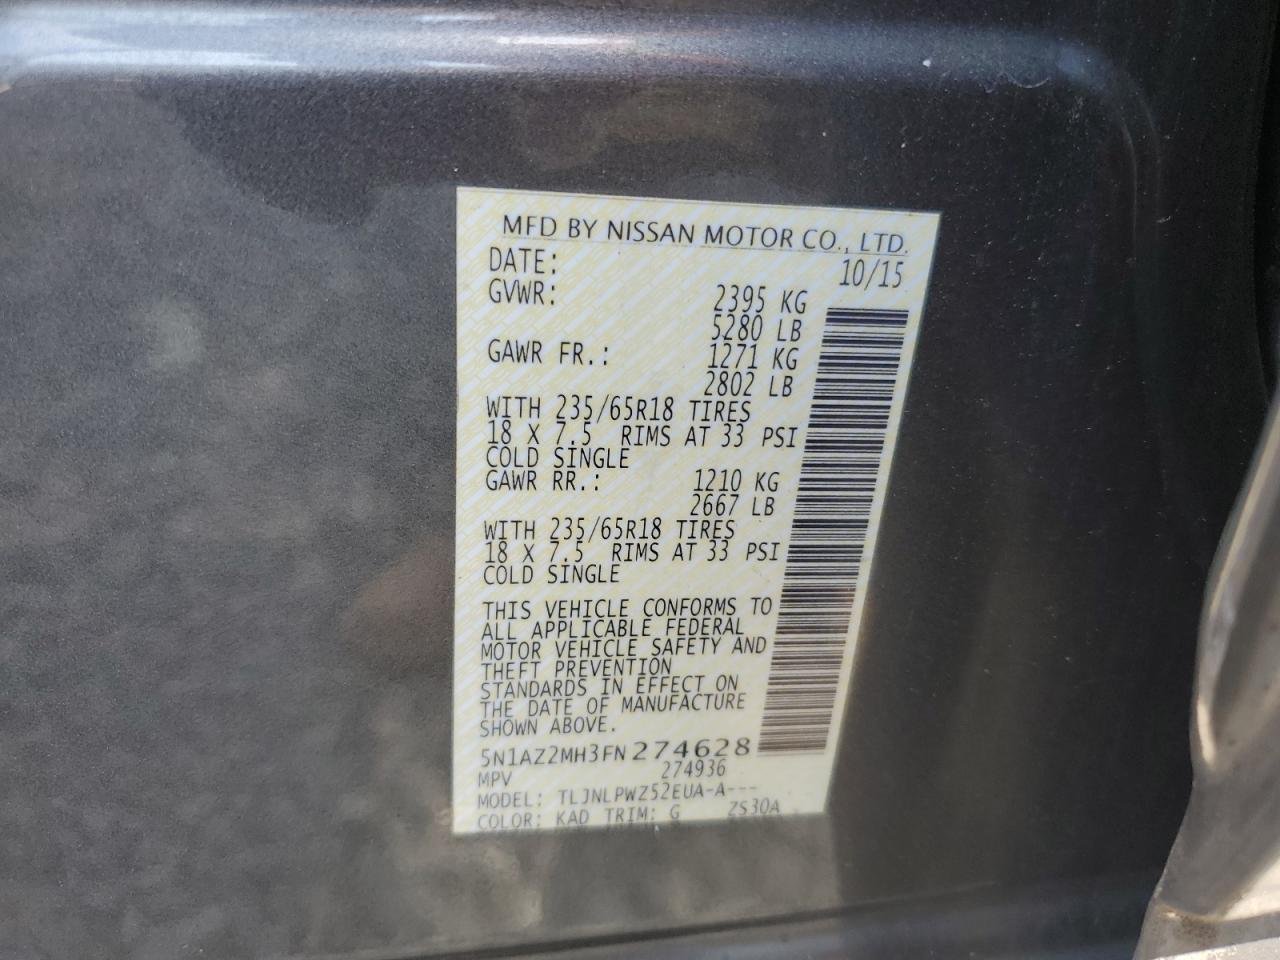 MFD BY NISSAN MOTOR CO., LTD.
DATE: 10/15
GVWR: 2395 KG
5280 LB
GAWR FR.: 1271 KG
2802 LB
WITH 235/65R18 TIRES
18 X 7.5 RIMS AT 33 PSI
COLD SINGLE
GAWR RR.: 1210 KG
2667 LB
WITH 235/65R18 TIRES
18 X 7.5 RIMS AT 33 PSI
COLD SINGLE
THIS VEHICLE CONFORMS TO
ALL APPLICABLE FEDERAL
MOTOR VEHICLE SAFETY AND
THEFT PREVENTION
STANDARDS IN EFFECT ON
THE DATE OF MANUFACTURE
SHOWN ABOVE.
5N1AZ2MH3FN274628
MPV 274936
MODEL: TLJNLPWZ52EUA-A---
COLOR: KAD TRIM: G ZS30A